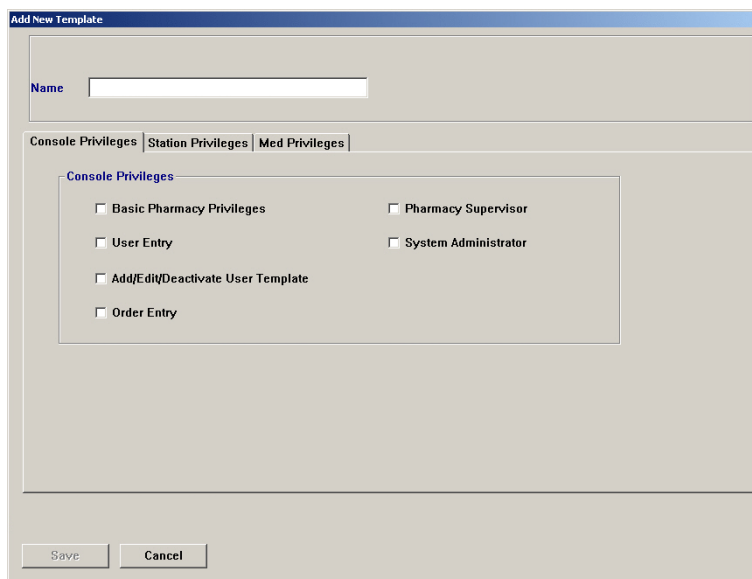 Add New Template
Name
Console Privileges Station Privileges Med Privileges
Console Privileges
Basic Pharmacy Privileges Pharmacy Supervisor
User Entry System Administrator
Add/Edit/Deactivate User Template
Order Entry
Save Cancel